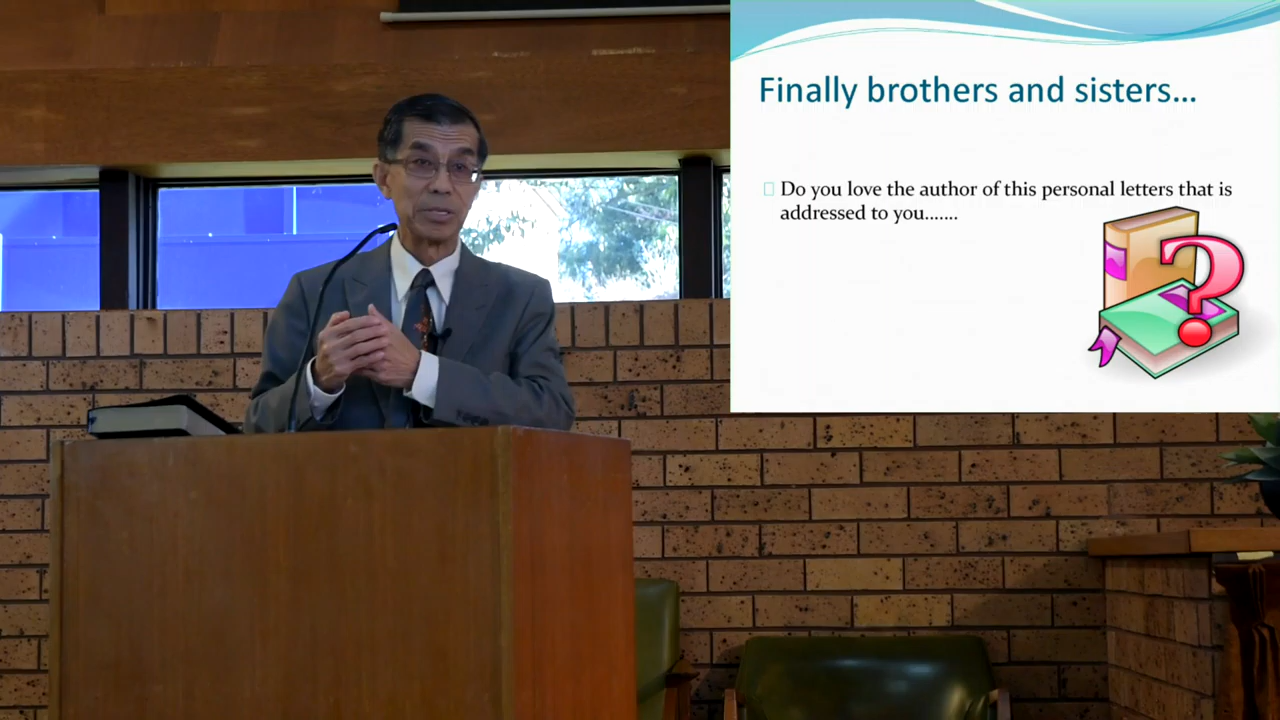 Finally brothers and sisters...
Do you love the author of this personal letters that is
addressed to you.......